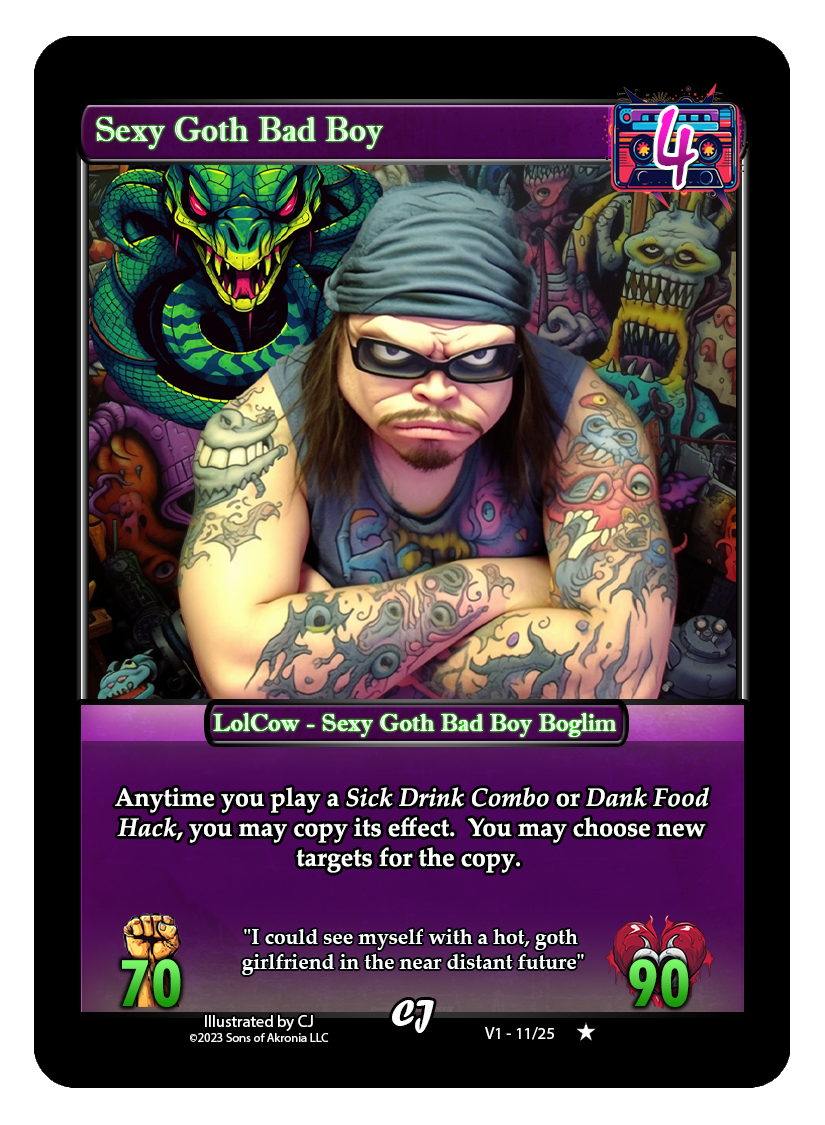 Sexy Goth Bad Boy
4
LolCow - Sexy Goth Bad Boy Boglim
Anytime you play a Sick Drink Combo or Dank Food
Hack, you may copy its effect.  You may choose new
targets for the copy.
70
"I could see myself with a hot, goth
girlfriend in the near distant future"
90
Illustrated by CJ
©2023 Sons of Akronia LLC
CJ
V1 - 11/25